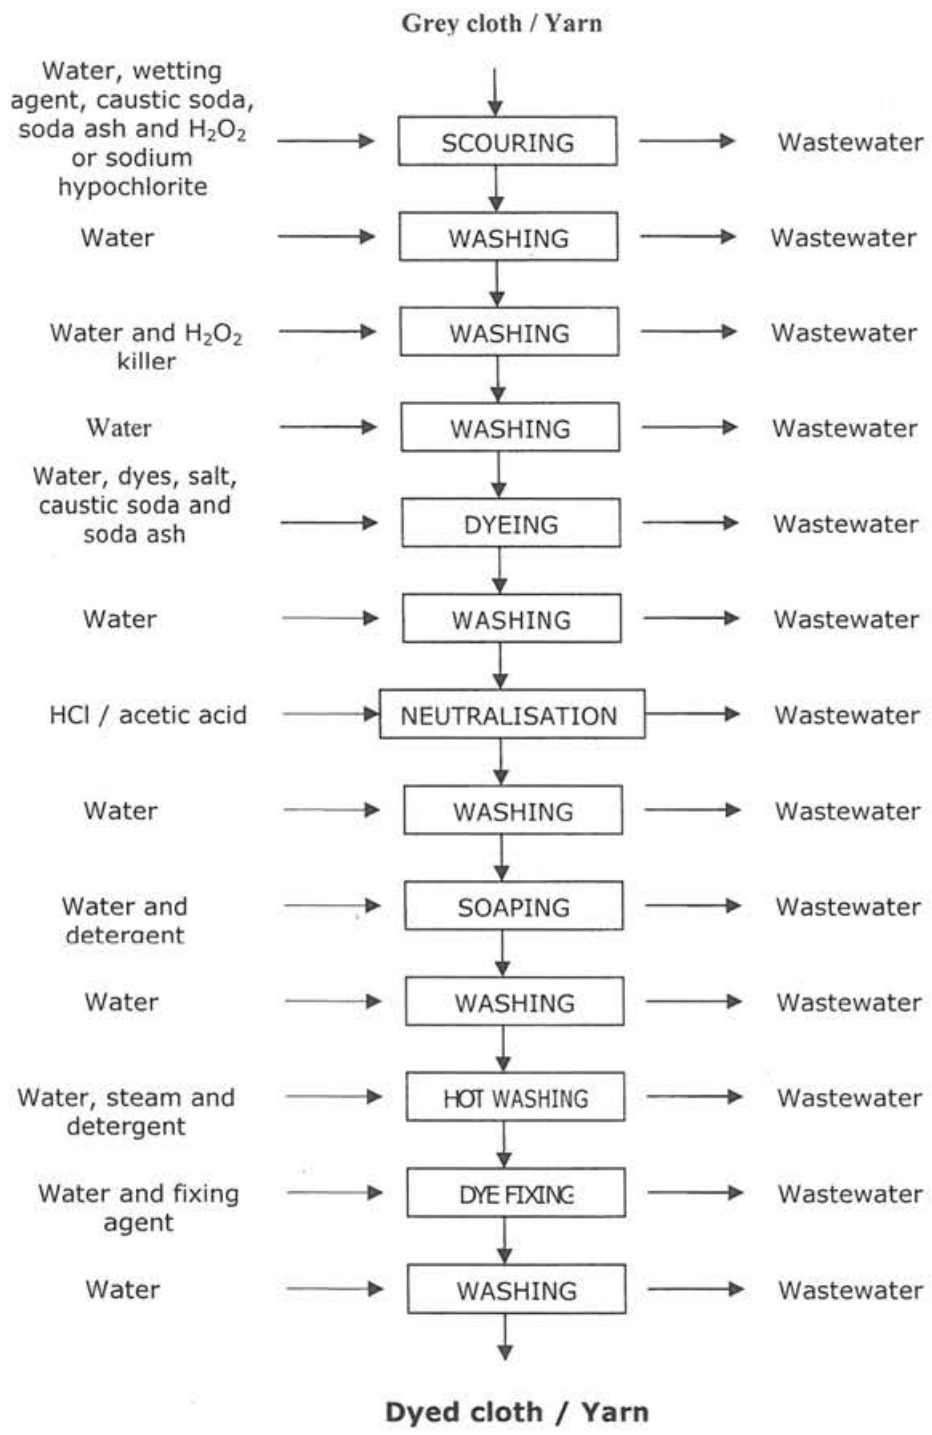 Grey cloth / Yarn
Water, wetting
agent, caustic soda,
soda ash and H₂O₂
or sodium
hypochlorite
SCOURING
Wastewater
Water
WASHING
Wastewater
Water and H₂O₂
killer
WASHING
Wastewater
Water
WASHING
Wastewater
Water, dyes, salt,
caustic soda and
soda ash
DYEING
Wastewater
Water
WASHING
Wastewater
HCl / acetic acid
NEUTRALISATION
Wastewater
Water
WASHING
Wastewater
Water and
detergent
SOAPING
Wastewater
Water
WASHING
Wastewater
Water, steam and
detergent
HOT WASHING
Wastewater
Water and fixing
agent
DYE FIXING
Wastewater
Water
WASHING
Wastewater
Dyed cloth / Yarn